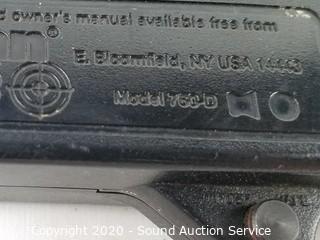 d owner's manual available free from
E. Bloomfield, NY USA 14443
Model 760-D
Copyright 2020 - Sound Auction Service